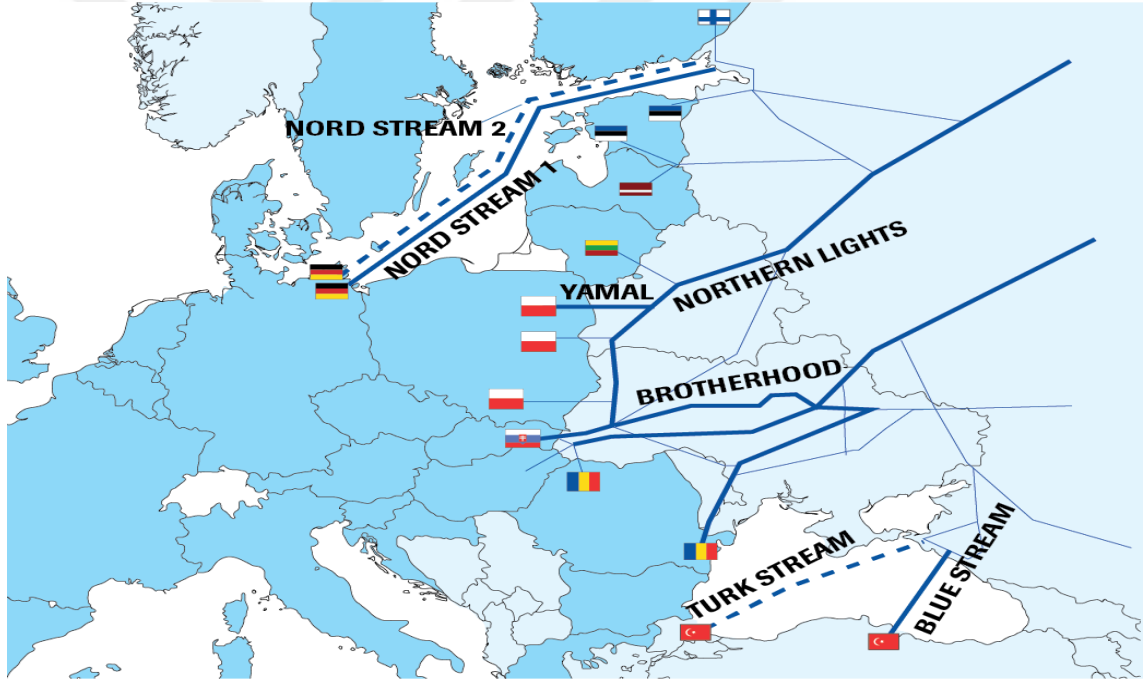 NORD STREAM 2
NORD STREAM 1
NORTHERN LIGHTS
YAMAL
BROTHERHOOD
TURK STREAM
BLUE STREAM